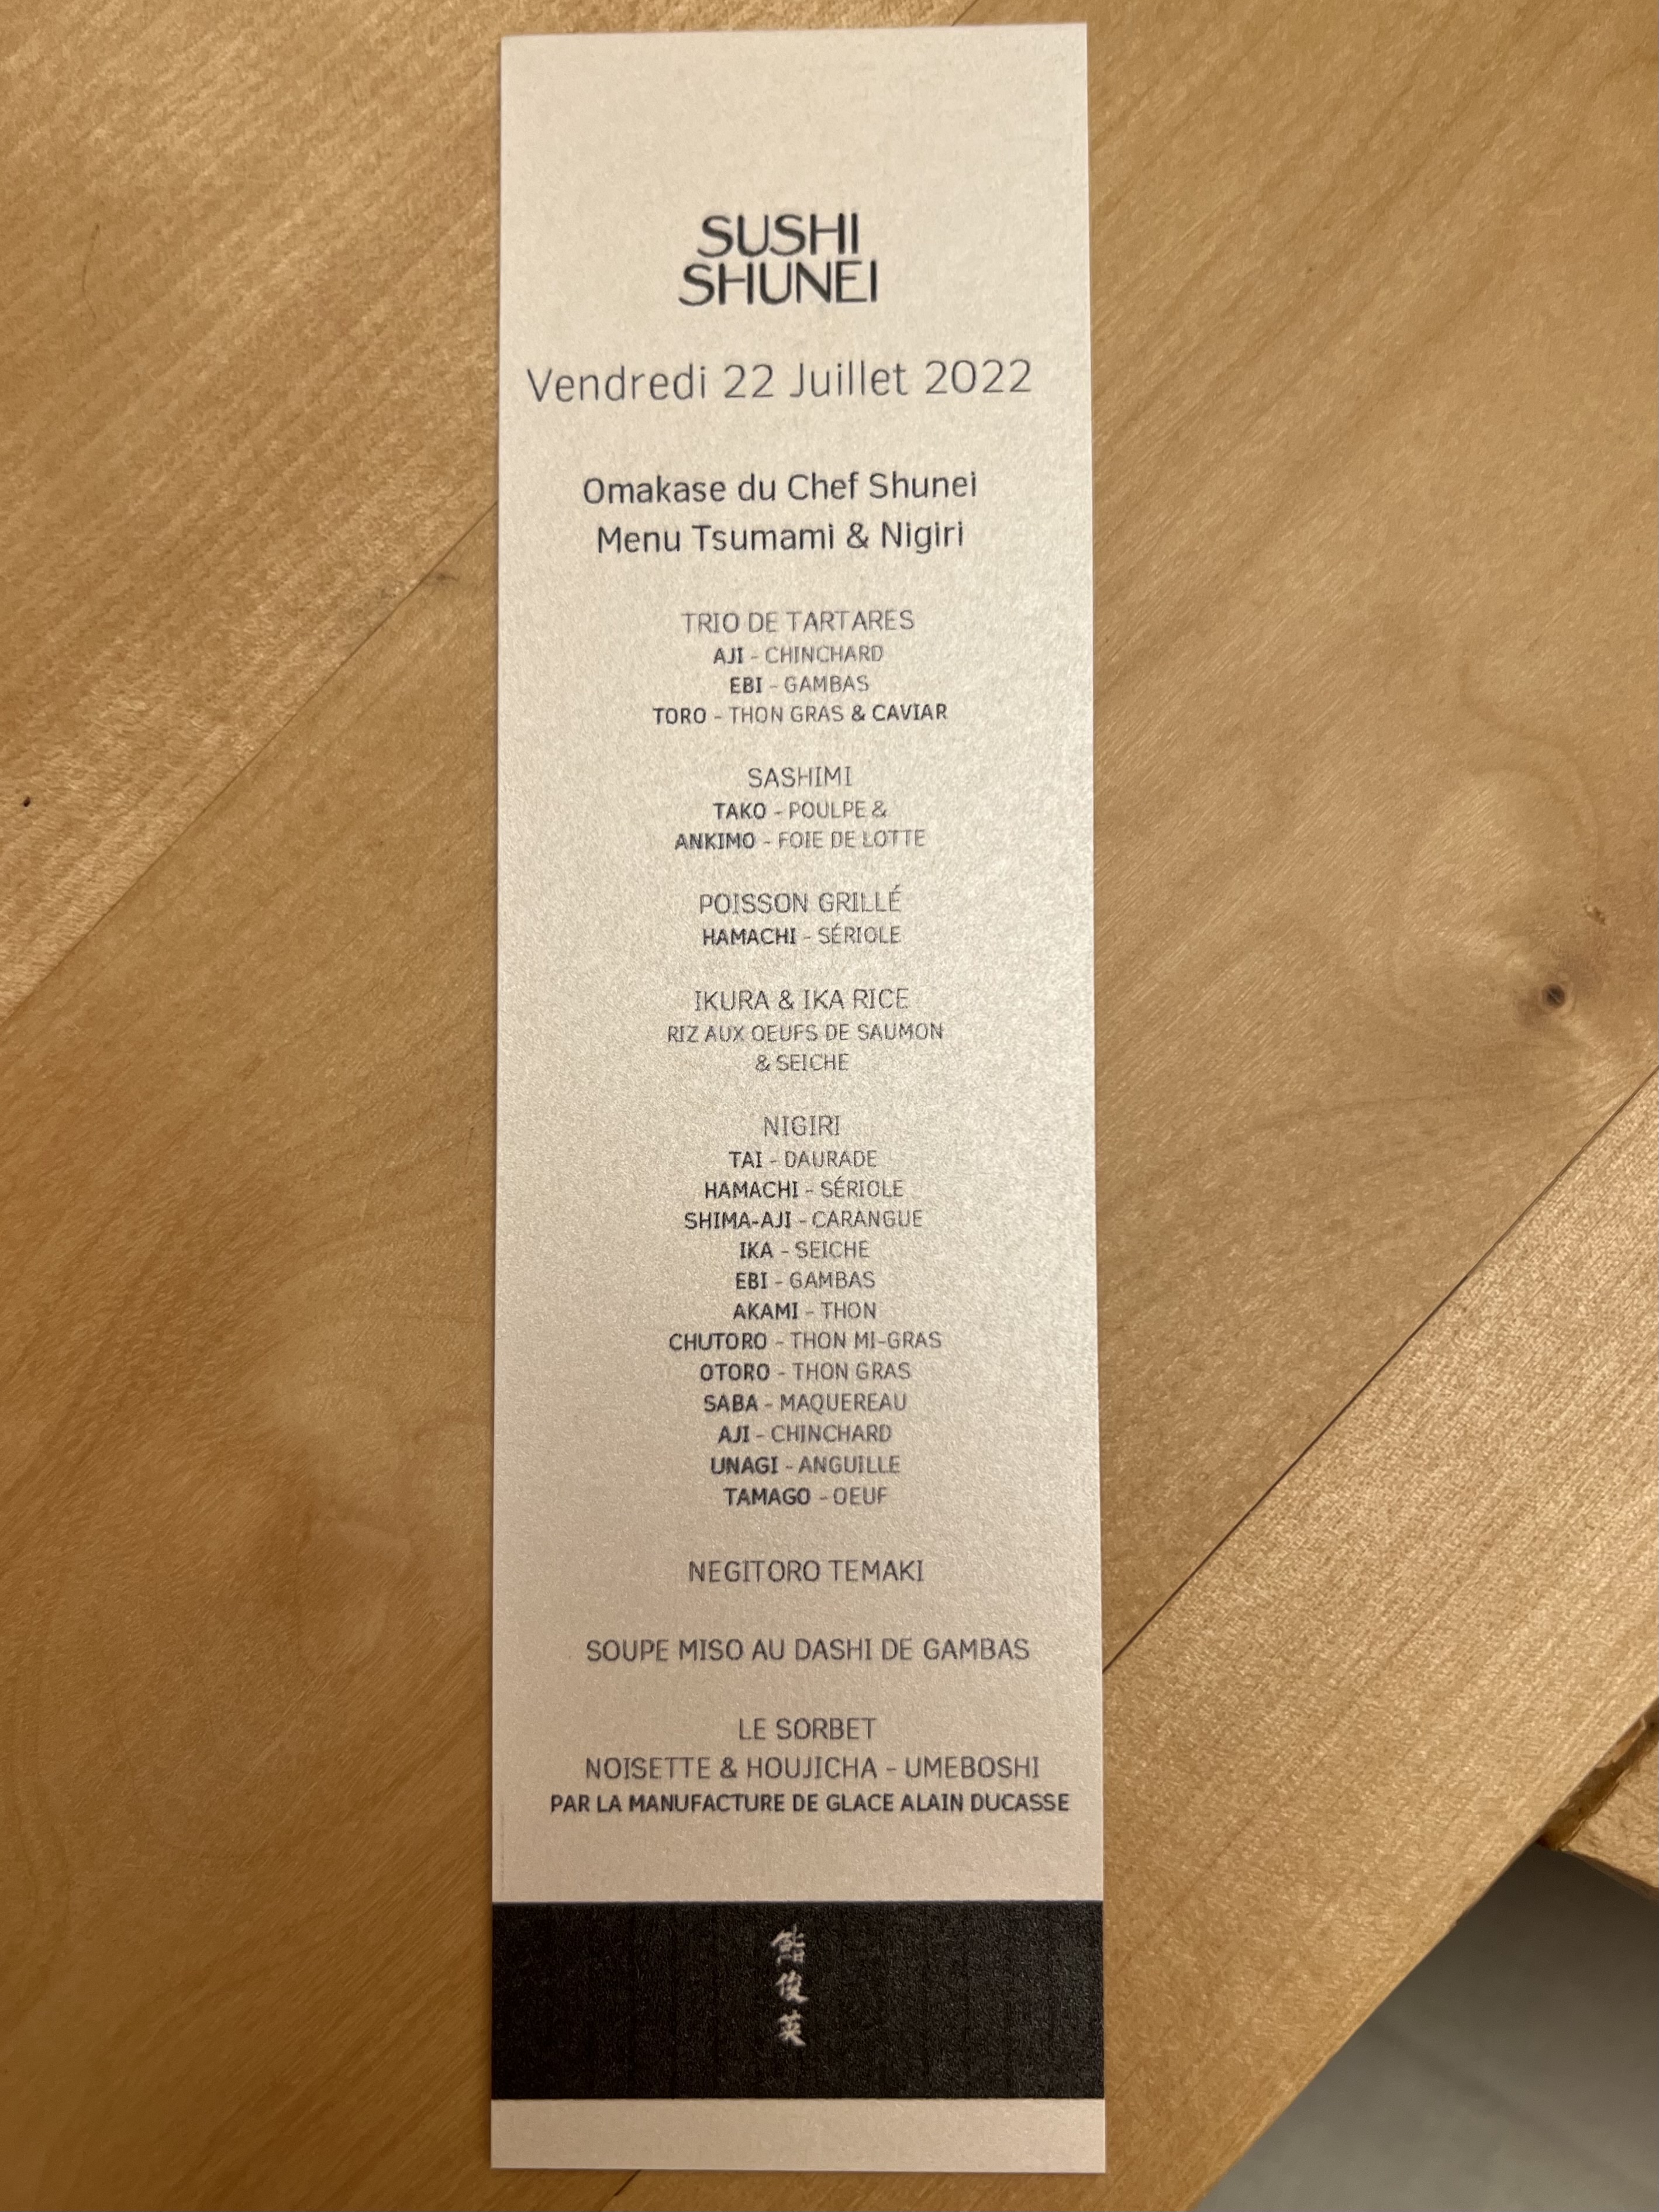 SUSHI
SHUNEI
Vendredi 22 Juillet 2022
Omakase du Chef Shunei
Menu Tsumami & Nigiri
TRIO DE TARTARES
AJI - CHINCHARD
EBI - GAMBAS
TORO - THON GRAS & CAVIAR
SASHIMI
TAKO - POULPE &
ANKIMO - FOIE DE LOTTE
POISSON GRILLÉ
HAMACHI - SÉRIOLE
IKURA & IKA RICE
RIZ AUX OEUFS DE SAUMON
& SEICHE
NIGIRI
TAI - DAURADE
HAMACHI - SÉRIOLE
SHIMA-AJI - CARANGUE
IKA - SEICHE
EBI - GAMBAS
AKAMI - THON
CHUTORO - THON MI-GRAS
OTORO - THON GRAS
SABA - MAQUEREAU
AJI - CHINCHARD
UNAGI - ANGUILLE
TAMAGO - OEUF
NEGITORO TEMAKI
SOUPE MISO AU DASHI DE GAMBAS
LE SORBET
NOISETTE & HOUJICHA - UMEBOSHI
PAR LA MANUFACTURE DE GLACE ALAIN DUCASSE
鮨俊英